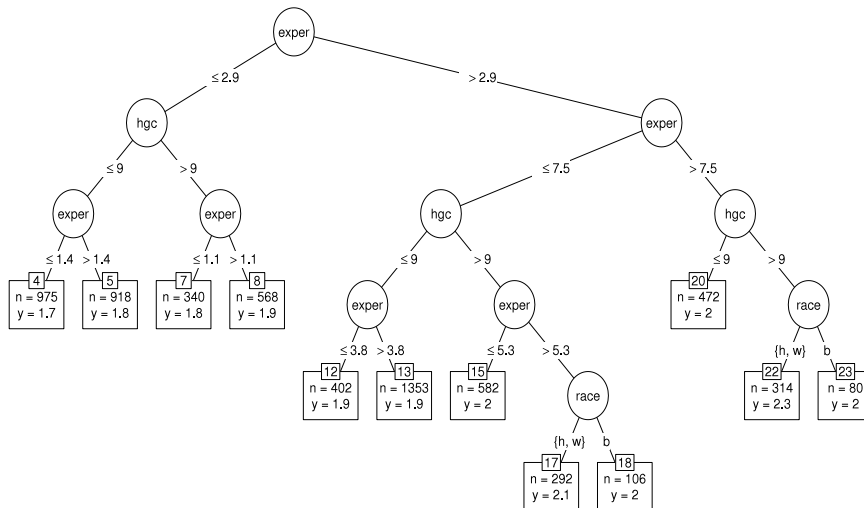 exper
≤ 2.9
> 2.9
hgc
exper
≤ 9
> 9
≤ 7.5
> 7.5
exper
exper
hgc
hgc
≤ 1.4
> 1.4
≤ 1.1
> 1.1
≤ 9
> 9
≤ 9
> 9
4
n = 975
y = 1.7
5
n = 918
y = 1.8
7
n = 340
y = 1.8
8
n = 568
y = 1.9
exper
exper
20
n = 472
y = 2
race
≤ 3.8
> 3.8
≤ 5.3
> 5.3
{h, w}
b
12
n = 402
y = 1.9
13
n = 1353
y = 1.9
15
n = 582
y = 2
race
22
n = 314
y = 2.3
23
n = 80
y = 2
{h, w}
b
17
n = 292
y = 2.1
18
n = 106
y = 2